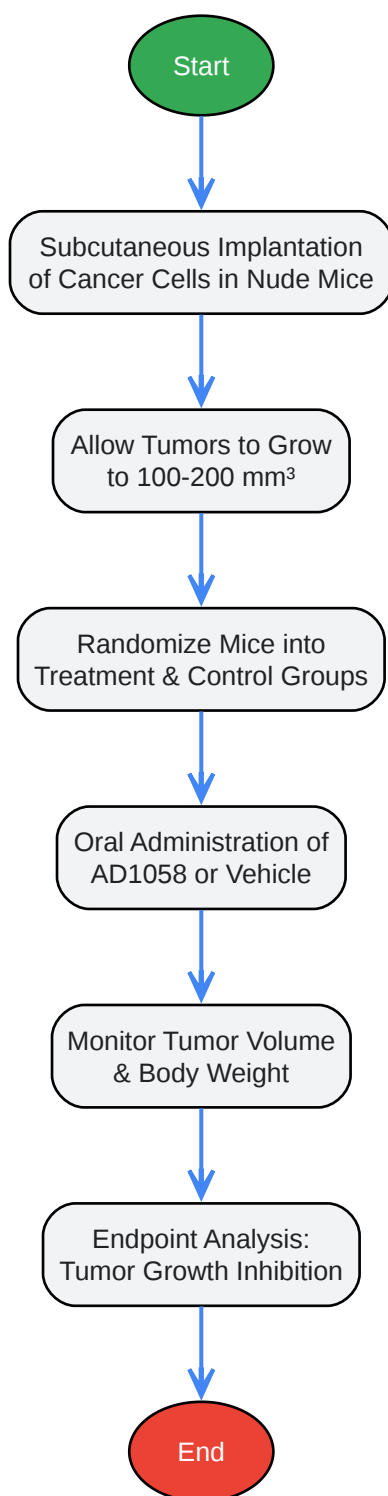 Start
Subcutaneous Implantation
of Cancer Cells in Nude Mice
Allow Tumors to Grow
to 100-200 mm³
Randomize Mice into
Treatment & Control Groups
Oral Administration of
AD1058 or Vehicle
Monitor Tumor Volume
& Body Weight
Endpoint Analysis:
Tumor Growth Inhibition
End